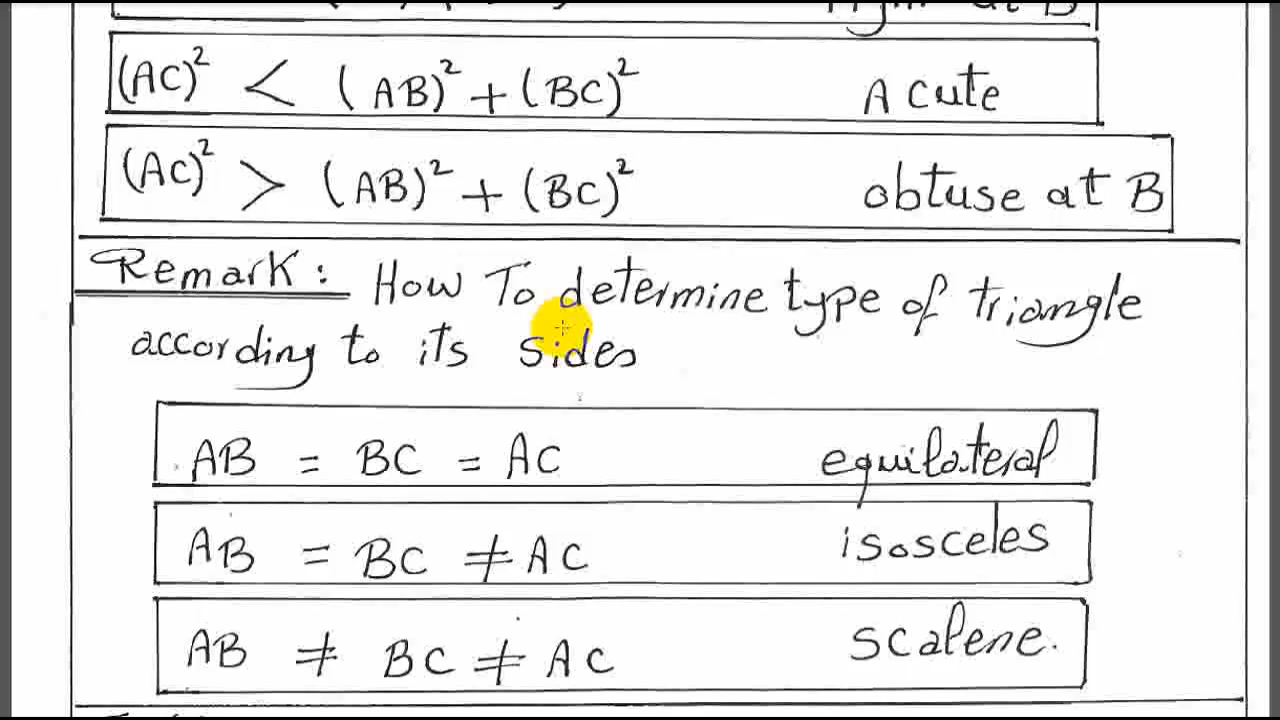 (AC)² < (AB)² + (BC)² Acute
(AC)² > (AB)² + (BC)² obtuse at B
Remark: How To determine type of triangle
according to its sides
AB = BC = AC equilateral
AB = BC ≠ AC isosceles
AB ≠ BC ≠ AC scalene.